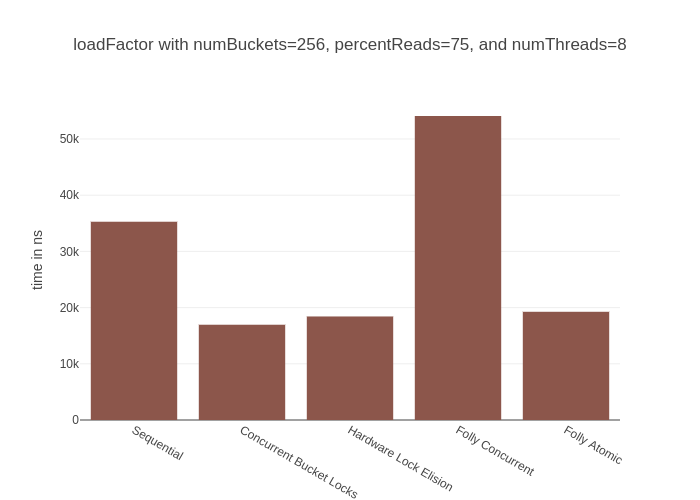 loadFactor with numBuckets=256, percentReads=75, and numThreads=8
time in ns
50k
40k
30k
20k
10k
0
Sequential
Concurrent Bucket Locks
Hardware Lock Elision
Folly Concurrent
Folly Atomic